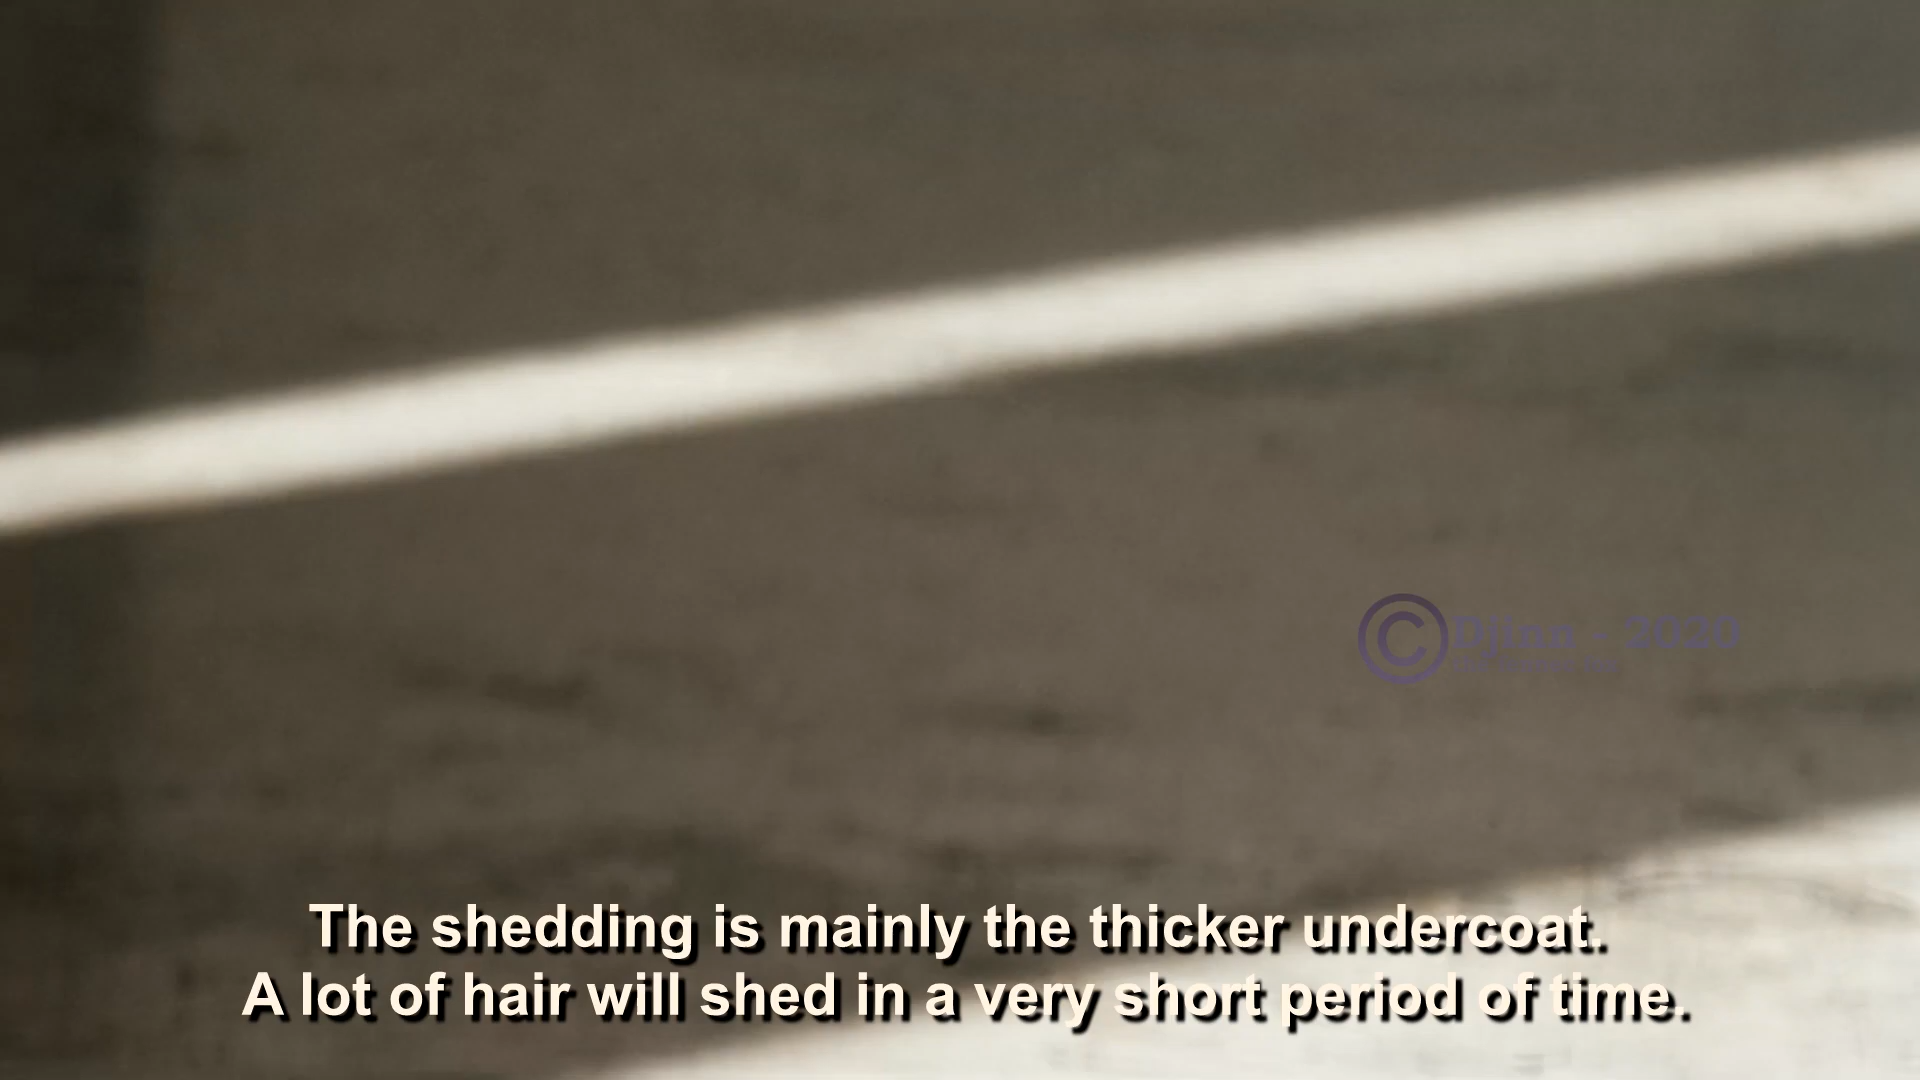 © Djinn - 2020
The shedding is mainly the thicker undercoat.
A lot of hair will shed in a very short period of time.